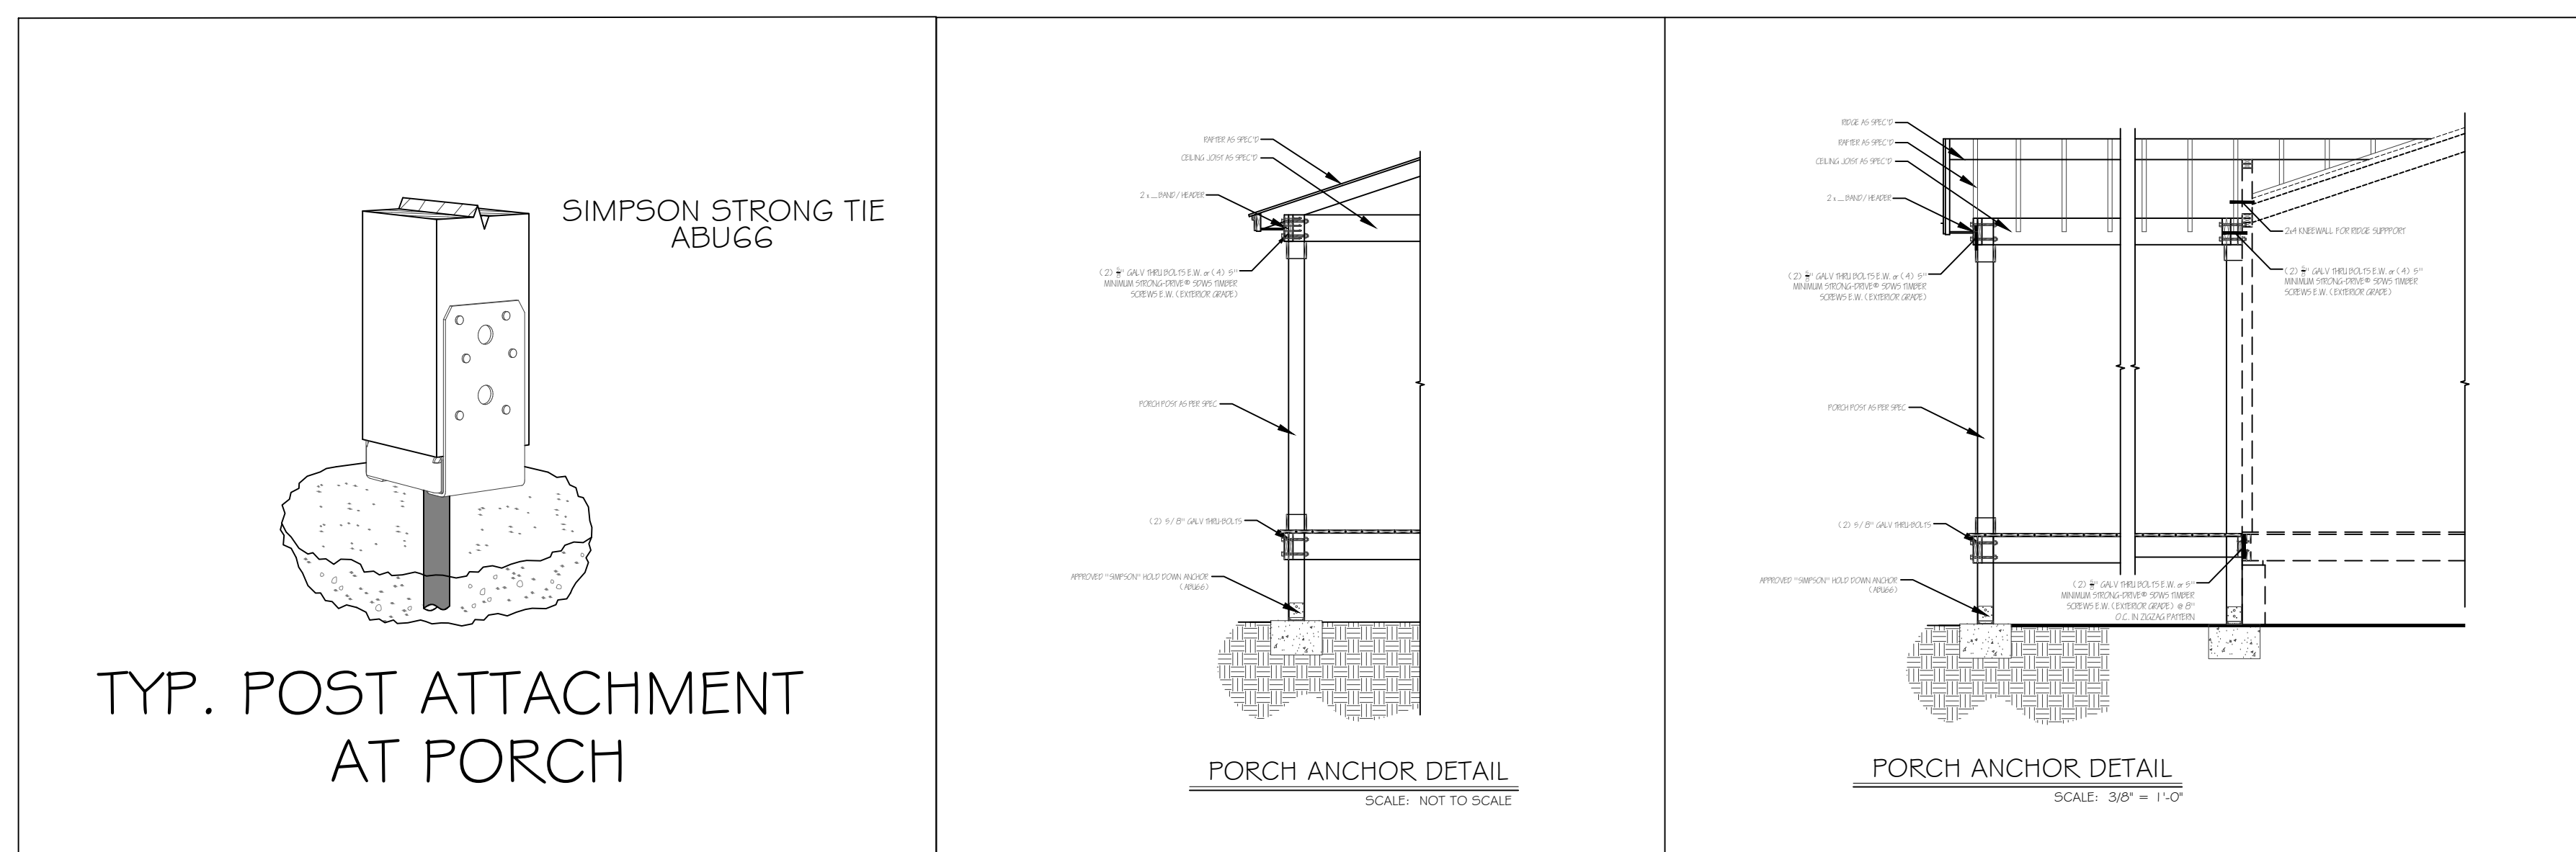 SIMPSON STRONG TIE
ABU66
TYP. POST ATTACHMENT
AT PORCH
RAFTER AS SPEC'D
CEILING JOIST AS SPEC'D
2 x __ BAND / HEADER
(2) 5/8" GALV THRU BOLTS E.W. or (4) 5"
MINIMUM STRONG-DRIVE® SDWS TIMBER
SCREWS E.W. (EXTERIOR GRADE)
PORCH POST AS PER SPEC
(2) 5/8" GALV THRU-BOLTS
APPROVED "SIMPSON" HOLD DOWN ANCHOR
(ABU66)
PORCH ANCHOR DETAIL
SCALE: NOT TO SCALE
RIDGE AS SPEC'D
RAFTER AS SPEC'D
CEILING JOIST AS SPEC'D
2 x __ BAND / HEADER
(2) 5/8" GALV THRU BOLTS E.W. or (4) 5"
MINIMUM STRONG-DRIVE® SDWS TIMBER
SCREWS E.W. (EXTERIOR GRADE)
2x4 KNEEWALL FOR RIDGE SUPPPORT
(2) 5/8" GALV THRU BOLTS E.W. or (4) 5"
MINIMUM STRONG-DRIVE® SDWS TIMBER
SCREWS E.W. (EXTERIOR GRADE)
PORCH POST AS PER SPEC
(2) 5/8" GALV THRU-BOLTS
APPROVED "SIMPSON" HOLD DOWN ANCHOR
(ABU66)
(2) 5/8" GALV THRU BOLTS E.W. or 5"
MINIMUM STRONG-DRIVE® SDWS TIMBER
SCREWS E.W. (EXTERIOR GRADE) @ 8"
O.C. IN ZIGZAG PATTERN
PORCH ANCHOR DETAIL
SCALE: 3/8" = 1'-0"